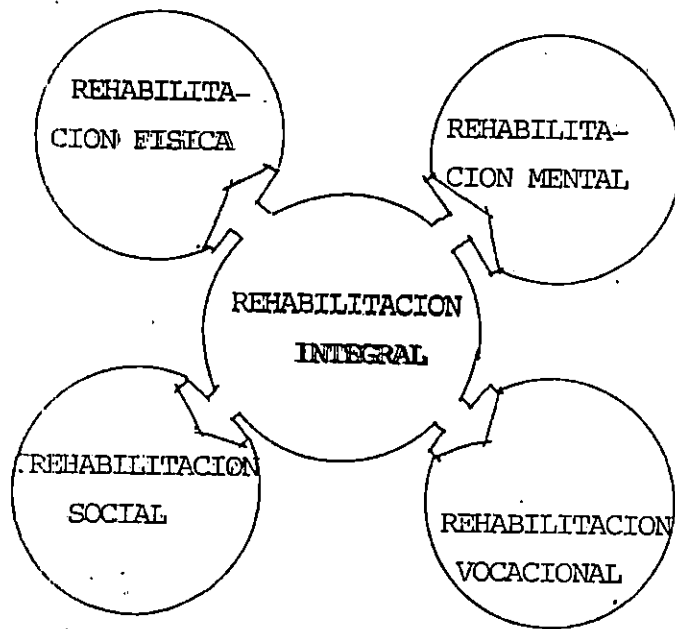 REHABILITA-
CION FISICA
REHABILITA-
CION MENTAL
REHABILITACION
INTEGRAL
REHABILITACION
SOCIAL
REHABILITACION
VOCACIONAL